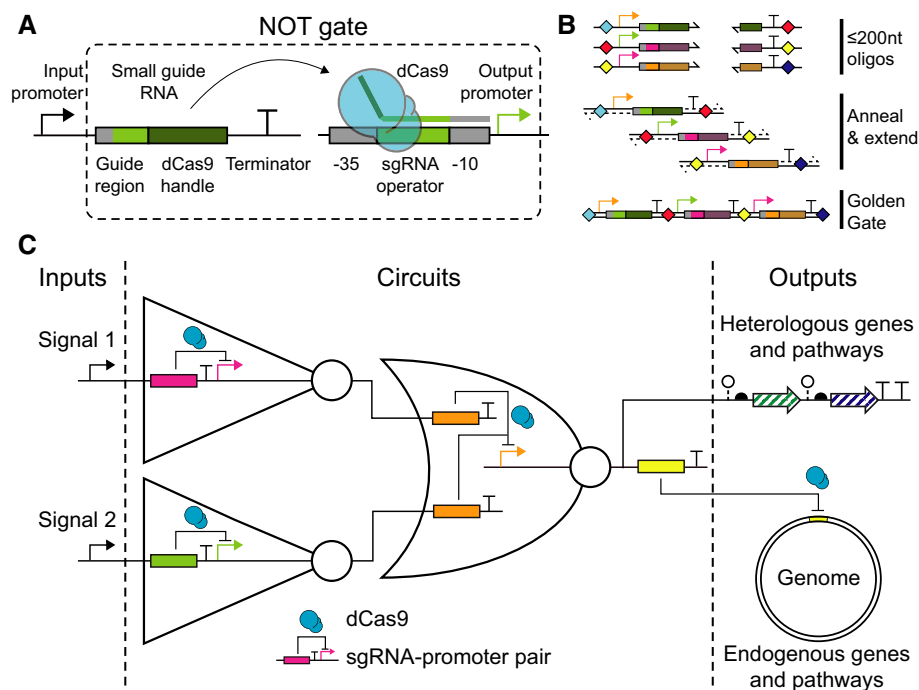 A
NOT gate
Input
promoter
Small guide
RNA
dCas9
Output
promoter
Guide
region
dCas9
handle
Terminator
-35
sgRNA
operator
-10
B
≤200nt
oligos
Anneal
& extend
Golden
Gate
C
Inputs
Circuits
Outputs
Signal 1
Signal 2
Heterologous genes
and pathways
Genome
Endogenous genes
and pathways
dCas9
sgRNA-promoter pair